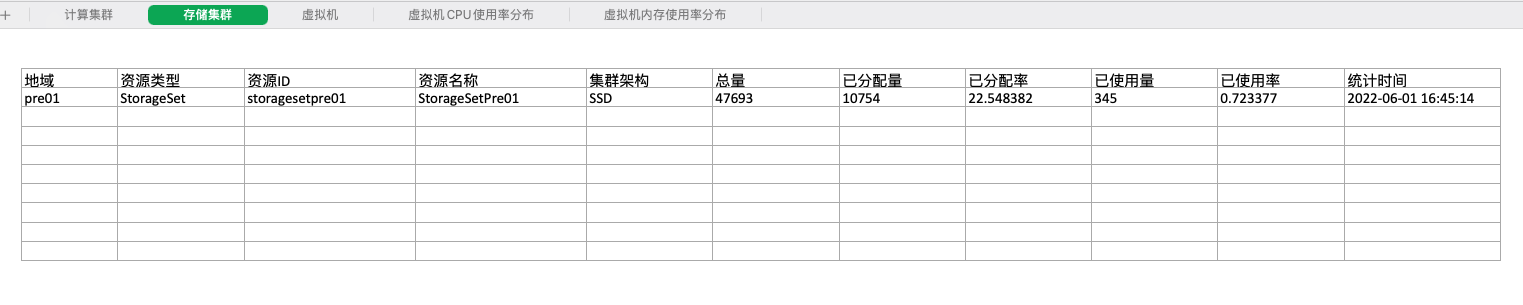 计算集群 存储集群 虚拟机 虚拟机CPU使用率分布 虚拟机内存使用率分布
地域 资源类型 资源ID 资源名称 集群架构 总量 已分配量 已分配率 已使用量 已使用率 统计时间
pre01 StorageSet storagesetpre01 StorageSetPre01 SSD 47693 10754 22.548382 345 0.723377 2022-06-01 16:45:14